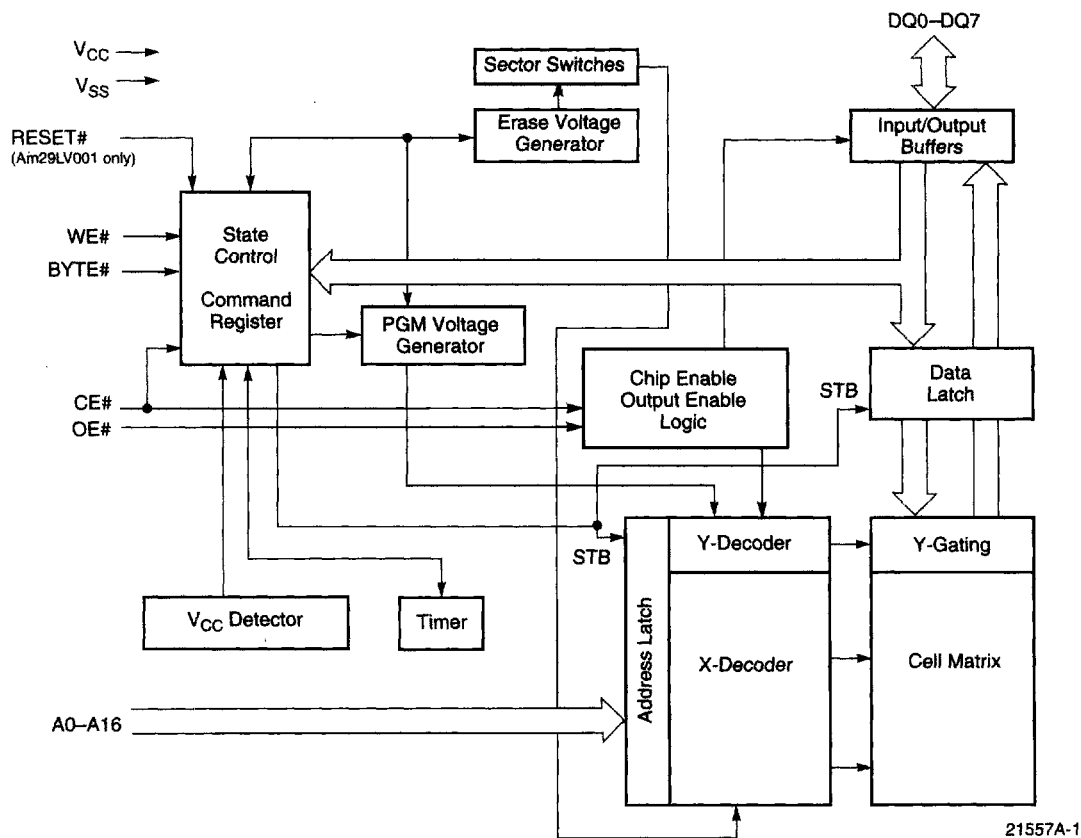 DQ0–DQ7
VCC
VSS
Sector Switches
RESET#
(Am29LV001 only)
Erase Voltage
Generator
Input/Output
Buffers
WE#
BYTE#
State
Control
Command
Register
PGM Voltage
Generator
Chip Enable
Output Enable
Logic
STB
Data
Latch
CE#
OE#
STB
Address Latch
Y-Decoder
Y-Gating
VCC Detector
Timer
X-Decoder
Cell Matrix
A0–A16
21557A-1